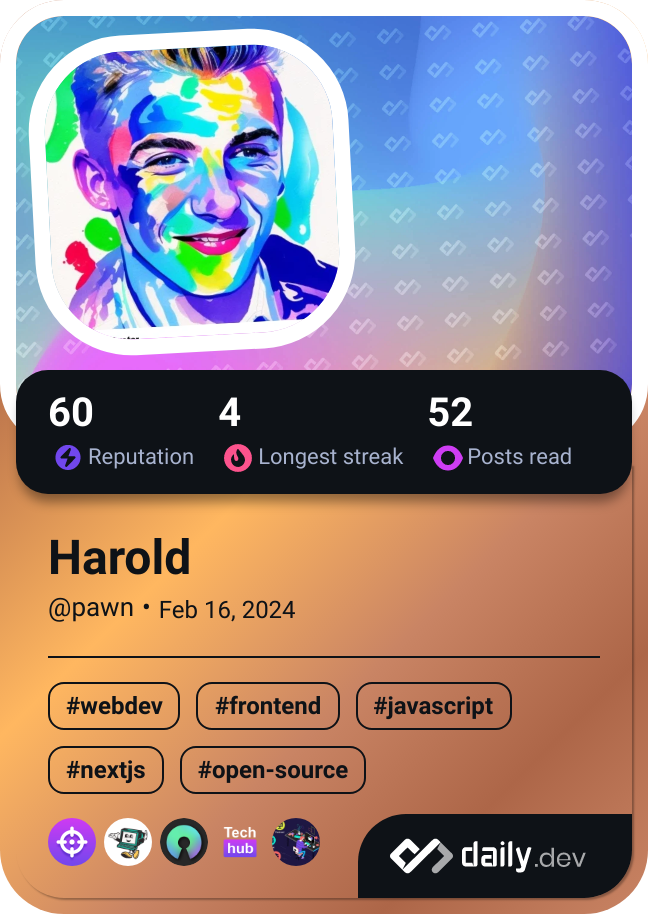 60 4 52
Reputation Longest streak Posts read
Harold
@pawn • Feb 16, 2024
#webdev #frontend #javascript
#nextjs #open-source
Tech
hub
daily.dev